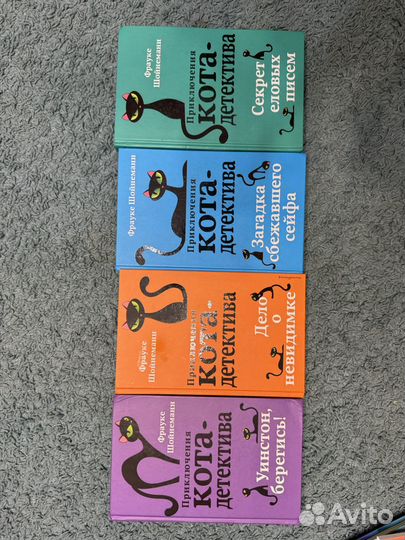 Фрауке
Шойнеманн
Приключения
кота-
детектива
Секрет
еловых
писем
Фрауке Шойнеманн
Приключения
кота-
детектива
Загадка
сбежавшего
сейфа
Фрауке
Шойнеманн
Приключения
кота-
детектива
Дело
о
невидимке
Фрауке
Шойнеманн
Приключения
кота-
детектива
Уинстон,
берегись!
Avito